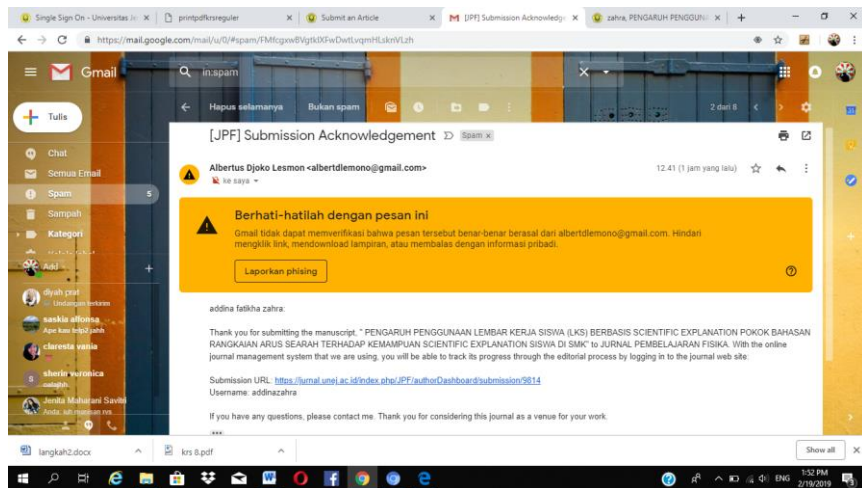 Single Sign On - Universitas Je
printpdfkrsreguler
Submit an Article
[JPF] Submission Acknowledge
zahra, PENGARUH PENGGUN
https://mail.google.com/mail/u/0/#spam/FMfcgxwBVgtklXFwDwtLvqmHLsknVLzh
Gmail
in:spam
Tulis
Hapus selamanya
Bukan spam
2 dari 8
[JPF] Submission Acknowledgement
Spam x
Chat
Semua Email
Spam 5
Sampah
Kategori
Add
diyah prat
Undangan terkirim
saskia alfonsa
Ape kau telp2 jahh
claresta vania
sherin veronica
Jenita Maharani Savitri
Albertus Djoko Lesmon <albertdlemono@gmail.com>
12.41 (1 jam yang lalu)
ke saya
Berhati-hatilah dengan pesan ini
Gmail tidak dapat memverifikasi bahwa pesan tersebut benar-benar berasal dari albertdlemono@gmail.com. Hindari
mengklik link, mendownload lampiran, atau membalas dengan informasi pribadi.
Laporkan phising
addina fatikha zahra:
Thank you for submitting the manuscript, " PENGARUH PENGGUNAAN LEMBAR KERJA SISWA (LKS) BERBASIS SCIENTIFIC EXPLANATION POKOK BAHASAN
RANGKAIAN ARUS SEARAH TERHADAP KEMAMPUAN SCIENTIFIC EXPLANATION SISWA DI SMK" to JURNAL PEMBELAJARAN FISIKA. With the online
journal management system that we are using, you will be able to track its progress through the editorial process by logging in to the journal web site:
Submission URL: https://jurnal.unej.ac.id/index.php/JPF/authorDashboard/submission/9814
Username: addinazahra
If you have any questions, please contact me. Thank you for considering this journal as a venue for your work.
langkah2.docx
krs 8.pdf
Show all
ENG
1:52 PM
2/19/2019